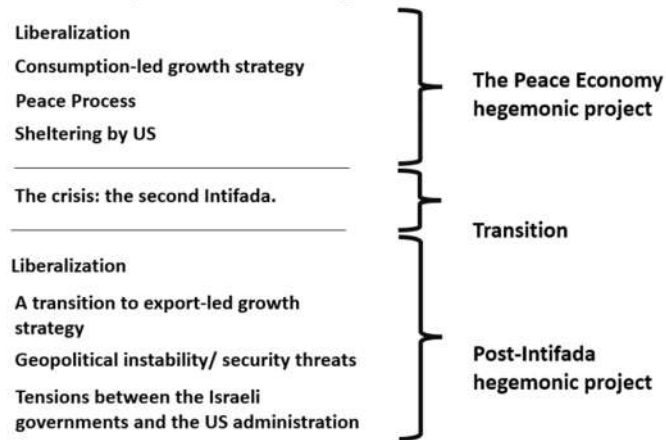 Liberalization
Consumption-led growth strategy
Peace Process
Sheltering by US
The Peace Economy
hegemonic project
The crisis: the second Intifada.
Transition
Liberalization
A transition to export-led growth
strategy
Geopolitical instability/ security threats
Tensions between the Israeli
governments and the US administration
Post-Intifada
hegemonic project